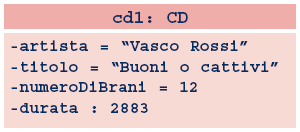 cd1: CD
-artista = “Vasco Rossi”
-titolo = “Buoni o cattivi”
-numeroDiBrani = 12
-durata : 2883